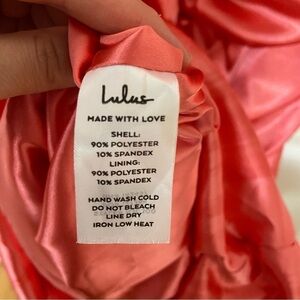 Lulus
MADE WITH LOVE
SHELL:
90% POLYESTER
10% SPANDEX
LINING:
90% POLYESTER
10% SPANDEX
HAND WASH COLD
DO NOT BLEACH
LINE DRY
IRON LOW HEAT